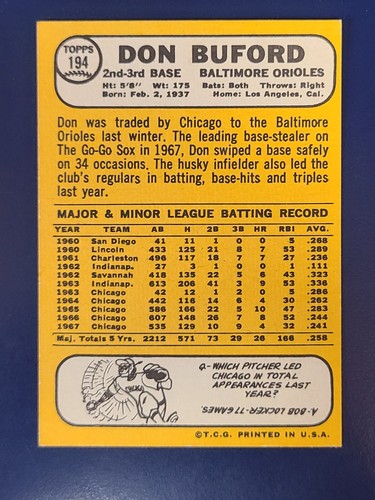 TOPPS
194
DON BUFORD
2nd-3rd BASE BALTIMORE ORIOLES
Ht: 5'8" Wt: 175 Bats: Both Throws: Right
Born: Feb. 2, 1937 Home: Los Angeles, Cal.
Don was traded by Chicago to the Baltimore
Orioles last winter. The leading base-stealer on
The Go-Go Sox in 1967, Don swiped a base safely
on 34 occasions. The husky infielder also led the
club's regulars in batting, base-hits and triples
last year.
MAJOR & MINOR LEAGUE BATTING RECORD
YEAR TEAM AB H 2B 3B HR RBI AVG.
1960 San Diego 41 11 1 0 0 5 .268
1960 Lincoln 433 125 21 8 7 53 .289
1961 Charleston 496 117 18 7 7 27 .236
1962 Indianap. 27 3 1 0 0 1 .111
1962 Savannah 418 135 22 5 8 43 .323
1963 Indianap. 613 206 41 3 9 53 .336
1963 Chicago 42 12 1 2 0 5 .286
1964 Chicago 442 116 14 6 4 30 .262
1965 Chicago 586 166 22 5 10 47 .283
1966 Chicago 607 148 26 7 8 52 .244
1967 Chicago 535 129 10 9 4 32 .241
Maj. Totals 5 Yrs. 2212 571 73 29 26 166 .258
Q-WHICH PITCHER LED
CHICAGO IN TOTAL
APPEARANCES LAST
YEAR?
A-BOB LOCKER-77 GAMES.
©T.C.G. PRINTED IN U.S.A.